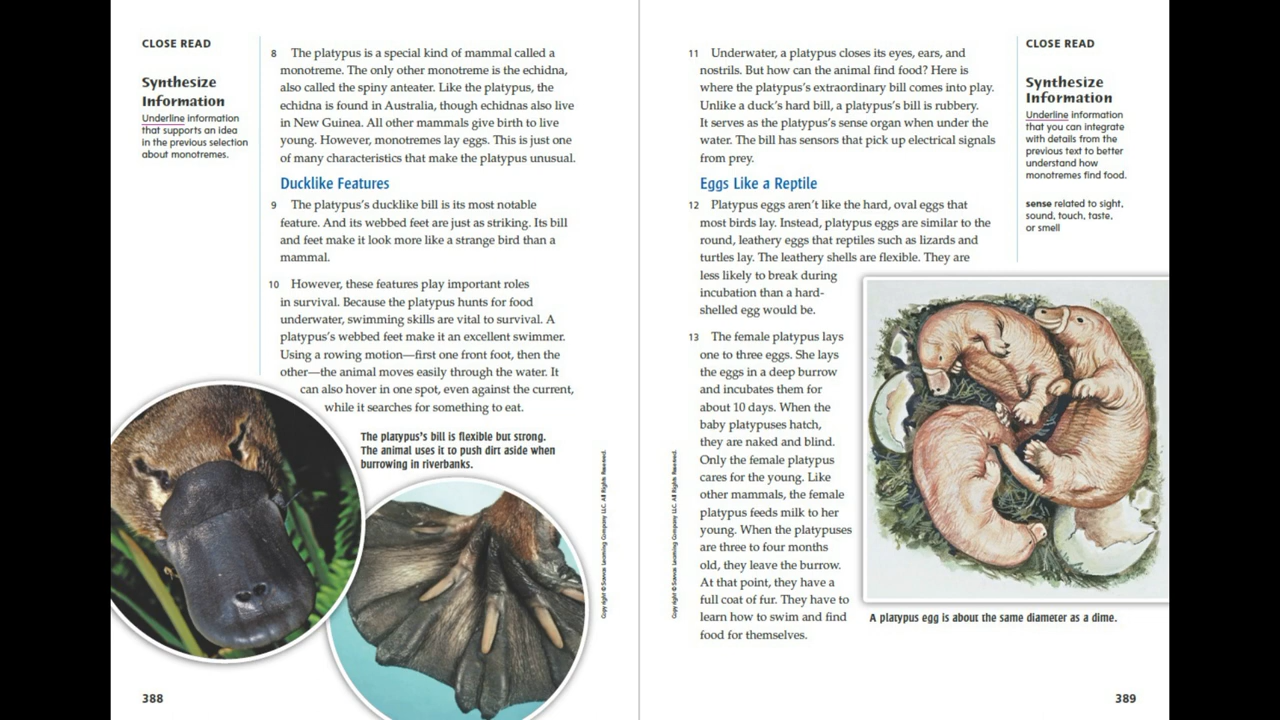 CLOSE READ
Synthesize
Information
Underline information
that supports an idea
in the previous selection
about monotremes.
8 The platypus is a special kind of mammal called a
monotreme. The only other monotreme is the echidna,
also called the spiny anteater. Like the platypus, the
echidna is found in Australia, though echidnas also live
in New Guinea. All other mammals give birth to live
young. However, monotremes lay eggs. This is just one
of many characteristics that make the platypus unusual.
Ducklike Features
9 The platypus's ducklike bill is its most notable
feature. And its webbed feet are just as striking. Its bill
and feet make it look more like a strange bird than a
mammal.
10 However, these features play important roles
in survival. Because the platypus hunts for food
underwater, swimming skills are vital to survival. A
platypus's webbed feet make it an excellent swimmer.
Using a rowing motion—first one front foot, then the
other—the animal moves easily through the water. It
can also hover in one spot, even against the current,
while it searches for something to eat.
The platypus's bill is flexible but strong.
The animal uses it to push dirt aside when
burrowing in riverbanks.
Copyright © Savvas Learning Company LLC. All Rights Reserved.
388
11 Underwater, a platypus closes its eyes, ears, and
nostrils. But how can the animal find food? Here is
where the platypus's extraordinary bill comes into play.
Unlike a duck's hard bill, a platypus's bill is rubbery.
It serves as the platypus's sense organ when under the
water. The bill has sensors that pick up electrical signals
from prey.
Eggs Like a Reptile
12 Platypus eggs aren't like the hard, oval eggs that
most birds lay. Instead, platypus eggs are similar to the
round, leathery eggs that reptiles such as lizards and
turtles lay. The leathery shells are flexible. They are
less likely to break during
incubation than a hard-
shelled egg would be.
13 The female platypus lays
one to three eggs. She lays
the eggs in a deep burrow
and incubates them for
about 10 days. When the
baby platypuses hatch,
they are naked and blind.
Only the female platypus
cares for the young. Like
other mammals, the female
platypus feeds milk to her
young. When the platypuses
are three to four months
old, they leave the burrow.
At that point, they have a
full coat of fur. They have to
learn how to swim and find
food for themselves.
Copyright © Savvas Learning Company LLC. All Rights Reserved.
CLOSE READ
Synthesize
Information
Underline information
that you can integrate
with details from the
previous text to better
understand how
monotremes find food.
sense related to sight,
sound, touch, taste,
or smell
A platypus egg is about the same diameter as a dime.
389